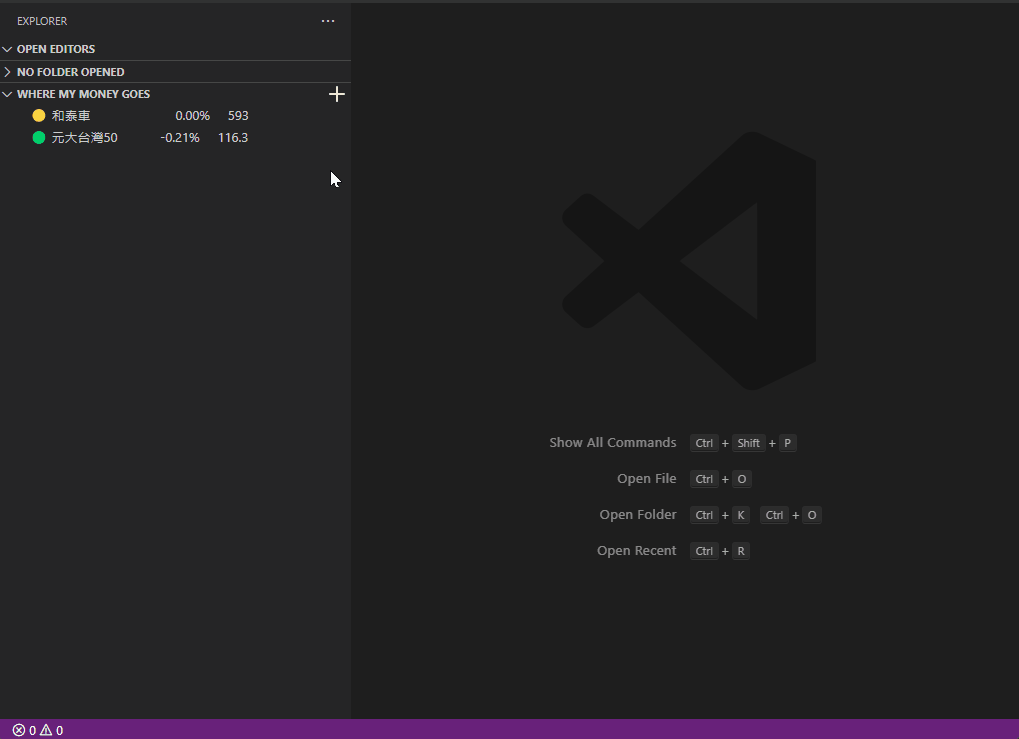 EXPLORER
OPEN EDITORS
NO FOLDER OPENED
WHERE MY MONEY GOES
和泰車 0.00% 593
元大台灣50 -0.21% 116.3
Show All Commands Ctrl + Shift + P
Open File Ctrl + O
Open Folder Ctrl + K Ctrl + O
Open Recent Ctrl + R
0 0